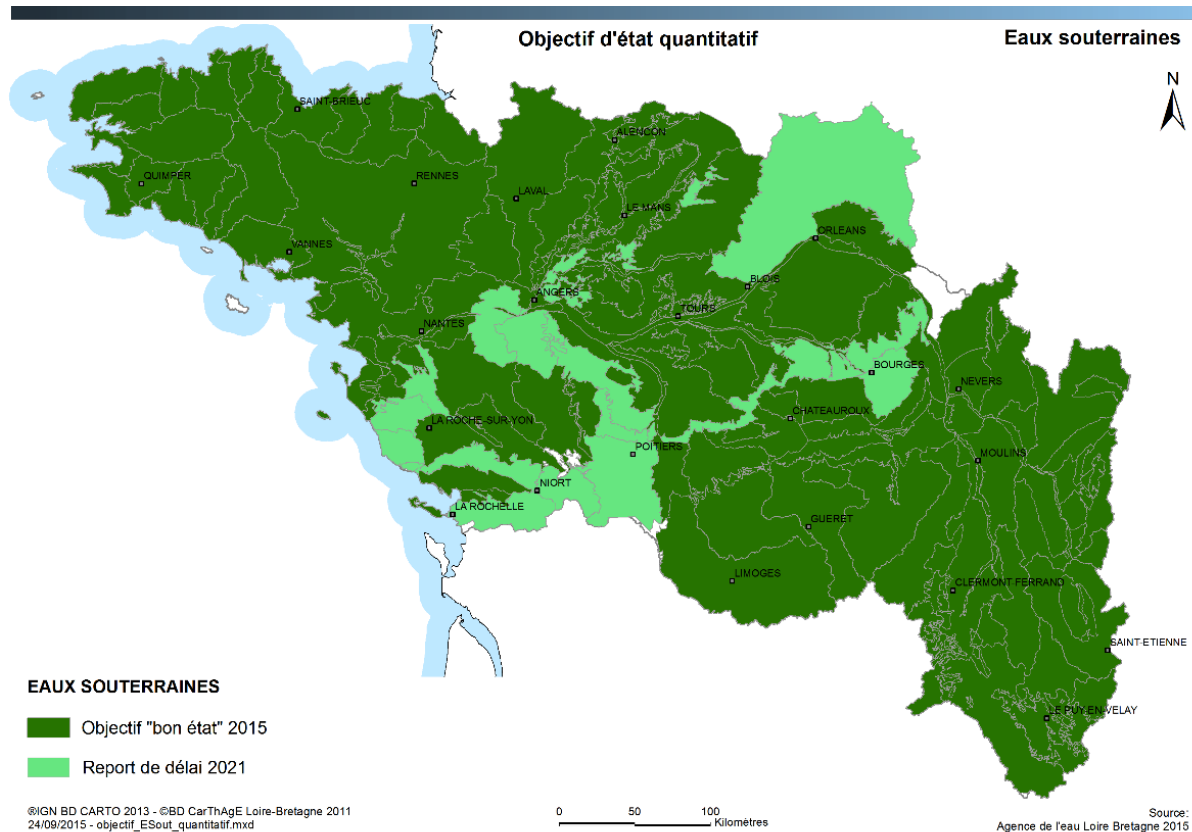 Objectif d'état quantitatif
Eaux souterraines
N
SAINT-BRIEUC
ALENCON
QUIMPER
RENNES
LAVAL
LE MANS
ORLEANS
VANNES
BLOIS
ANGERS
TOURS
NANTES
BOURGES
NEVERS
CHATEAUROUX
LA ROCHE-SUR-YON
POITIERS
MOULINS
NIORT
LA ROCHELLE
GUERET
LIMOGES
CLERMONT FERRAND
SAINT-ETIENNE
LE PUY-EN-VELAY
EAUX SOUTERRAINES
Objectif "bon état" 2015
Report de délai 2021
®IGN BD CARTO 2013 - ©BD CarThAgE Loire-Bretagne 2011
24/09/2015 - objectif_ESout_quantitatif.mxd
0 50 100
Kilomètres
Source:
Agence de l'eau Loire Bretagne 2015